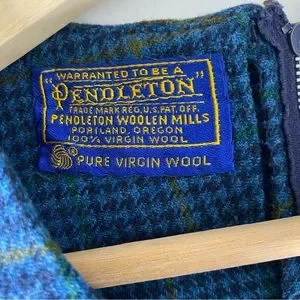 "WARRANTED TO BE A
PENDLETON"
TRADE MARK REG. U.S. PAT. OFF.
PENDLETON WOOLEN MILLS
PORTLAND, OREGON
100% VIRGIN WOOL
® PURE VIRGIN WOOL